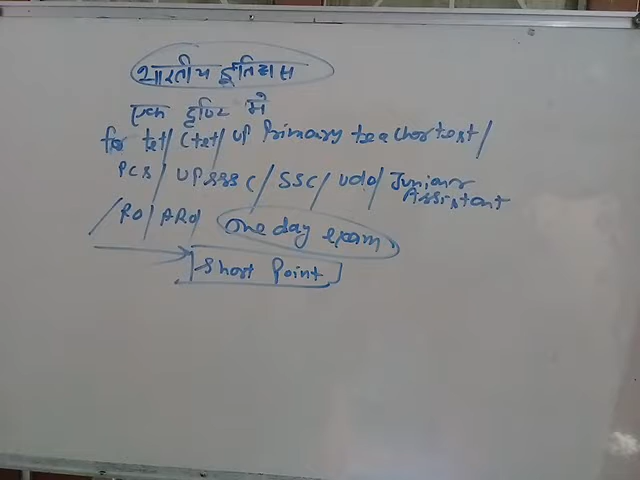 भारतीय इतिहास
एक दृष्टि मे
for tet/ Ctet/ UP Primary teacher test/
PCS/ UPSSSC/ SSC/ vdo/ Junior Assistant
/RO/ARO/ one day exam
Short Point